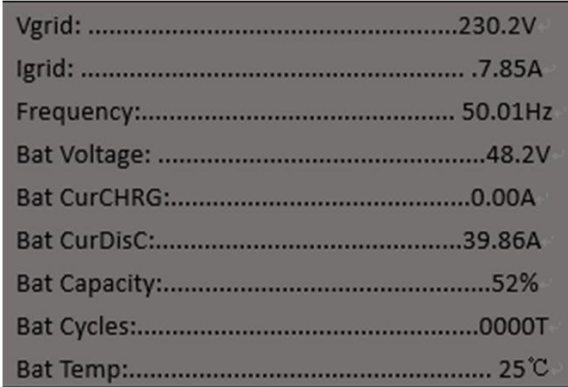 Vgrid: ....................................................230.2V
Igrid: ...................................................... .7.85A
Frequency:............................................. 50.01Hz
Bat Voltage: ...............................................48.2V
Bat CurCHRG:...........................................0.00A
Bat CurDisC:............................................39.86A
Bat Capacity:...............................................52%
Bat Cycles:.................................................0000T
Bat Temp:.................................................... 25℃